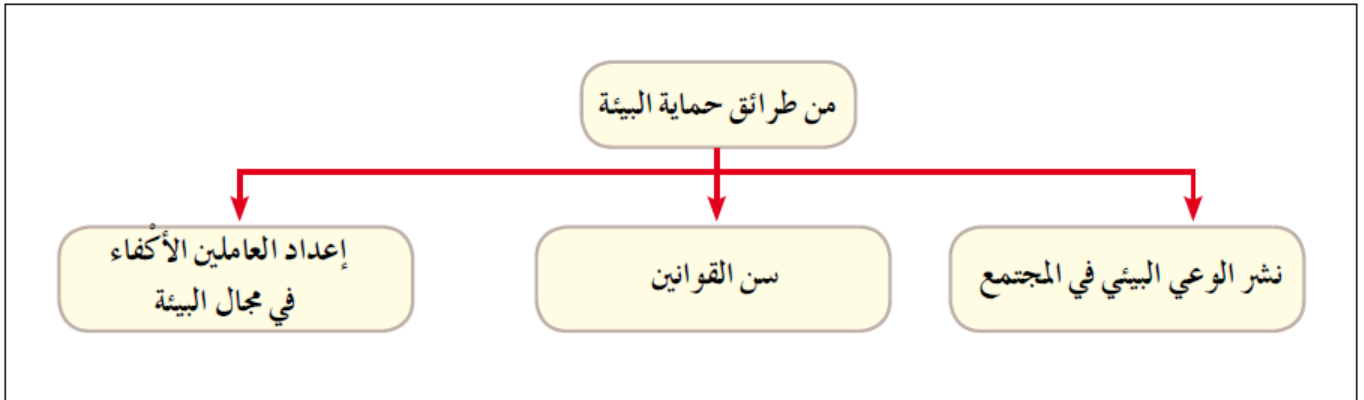 من طرائق حماية البيئة
نشر الوعي البيئي في المجتمع
سن القوانين
إعداد العاملين الأكْفاء
في مجال البيئة